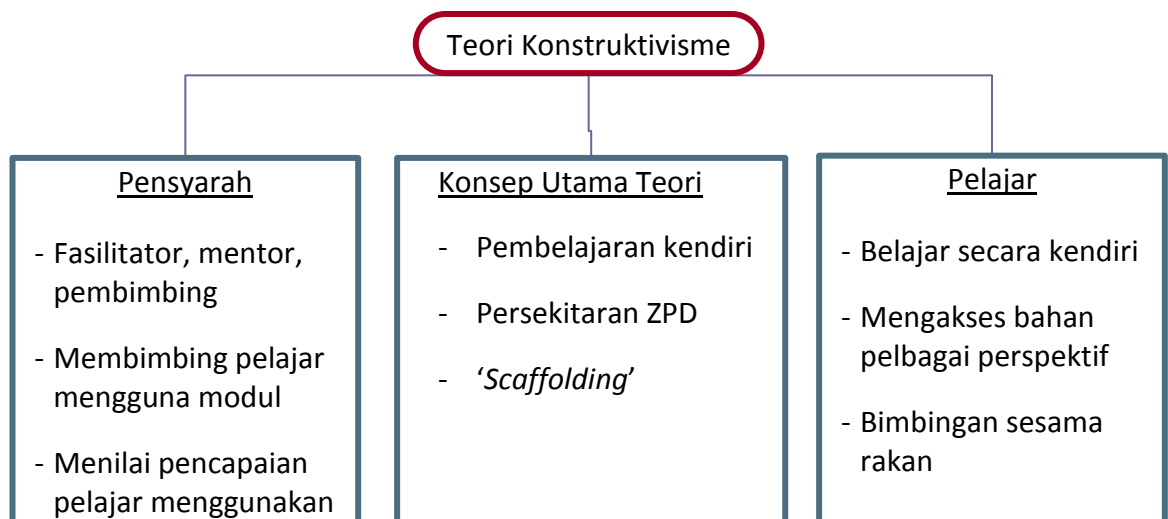 Teori Konstruktivisme
Pensyarah
- Fasilitator, mentor,
pembimbing
- Membimbing pelajar
mengguna modul
- Menilai pencapaian
pelajar menggunakan
Konsep Utama Teori
- Pembelajaran kendiri
- Persekitaran ZPD
- ‘Scaffolding’
Pelajar
- Belajar secara kendiri
- Mengakses bahan
pelbagai perspektif
- Bimbingan sesama
rakan